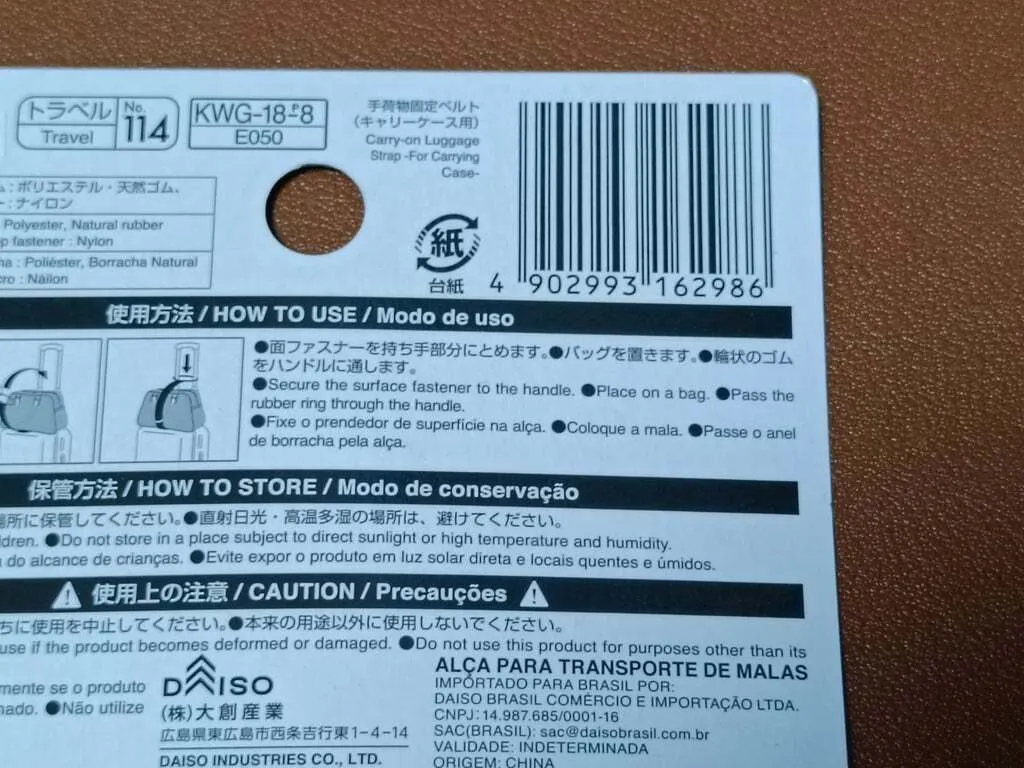 トラベル
Travel
No.
114
KWG-18-P8
E050
手荷物固定ベルト
(キャリーケース用)
Carry-on Luggage
Strap -For Carrying
Case-
紙
台紙
4 902993 162986
:ポリエステル・天然ゴム、
:ナイロン
Polyester, Natural rubber
p fastener : Nylon
ha : Poliéster, Borracha Natural
cro : Náilon
使用方法 / HOW TO USE / Modo de uso
●面ファスナーを持ち手部分にとめます。●バッグを置きます。●輪状のゴム
をハンドルに通します。
●Secure the surface fastener to the handle. ●Place on a bag. ●Pass the
rubber ring through the handle.
●Fixe o prendedor de superfície na alça. ●Coloque a mala. ●Passe o anel
de borracha pela alça.
保管方法 / HOW TO STORE / Modo de conservação
場所に保管してください。●直射日光・高温多湿の場所は、避けてください。
ldren. ●Do not store in a place subject to direct sunlight or high temperature and humidity.
do alcance de crianças. ●Evite expor o produto em luz solar direta e locais quentes e úmidos.
使用上の注意 / CAUTION / Precauções
ちに使用を中止してください。●本来の用途以外に使用しないでください。
use if the product becomes deformed or damaged. ●Do not use this product for purposes other than its
mente se o produto
nado. ●Não utilize
DAISO
(株)大創産業
広島県東広島市西条吉行東1-4-14
DAISO INDUSTRIES CO., LTD.
ALÇA PARA TRANSPORTE DE MALAS
IMPORTADO PARA BRASIL POR:
DAISO BRASIL COMÉRCIO E IMPORTAÇÃO LTDA.
CNPJ: 14.987.685/0001-16
SAC(BRASIL): sac@daisobrasil.com.br
VALIDADE: INDETERMINADA
ORIGEM: CHINA